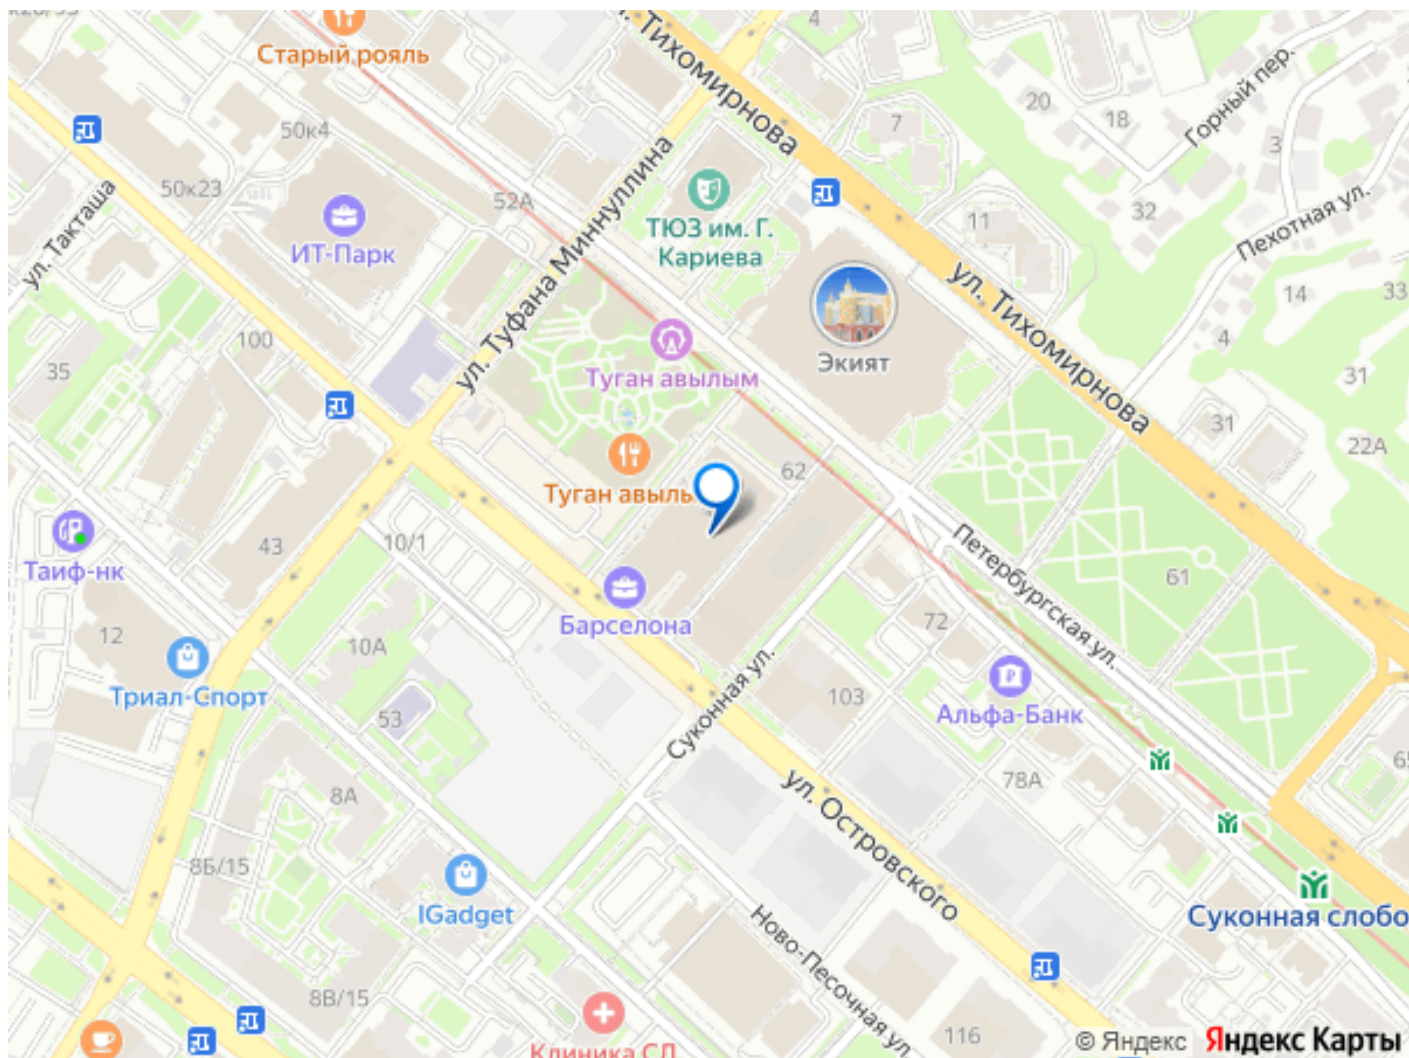 Старый рояль
4
ул. Тихомирнова
50к4
7
20
18
Горный пер.
3
50к23
52А
ул. Такташа
ИТ-Парк
ул. Туфана Миннуллина
ТЮЗ им. Г.
Кариева
11
32
Пехотная ул.
14
33
ул. Тихомирнова
Экият
4
100
35
Туган авылым
31
31
22А
62
Туган авылы
43
10/1
Таиф-нк
Петербургская ул.
61
Барселона
12
10А
72
Триал-Спорт
53
Суконная ул.
103
Альфа-Банк
65
78А
8А
ул. Островского
8Б/15
IGadget
Суконная слобо
Ново-Песочная ул.
8В/15
116
Клиника СЛ
© Яндекс Яндекс Карты